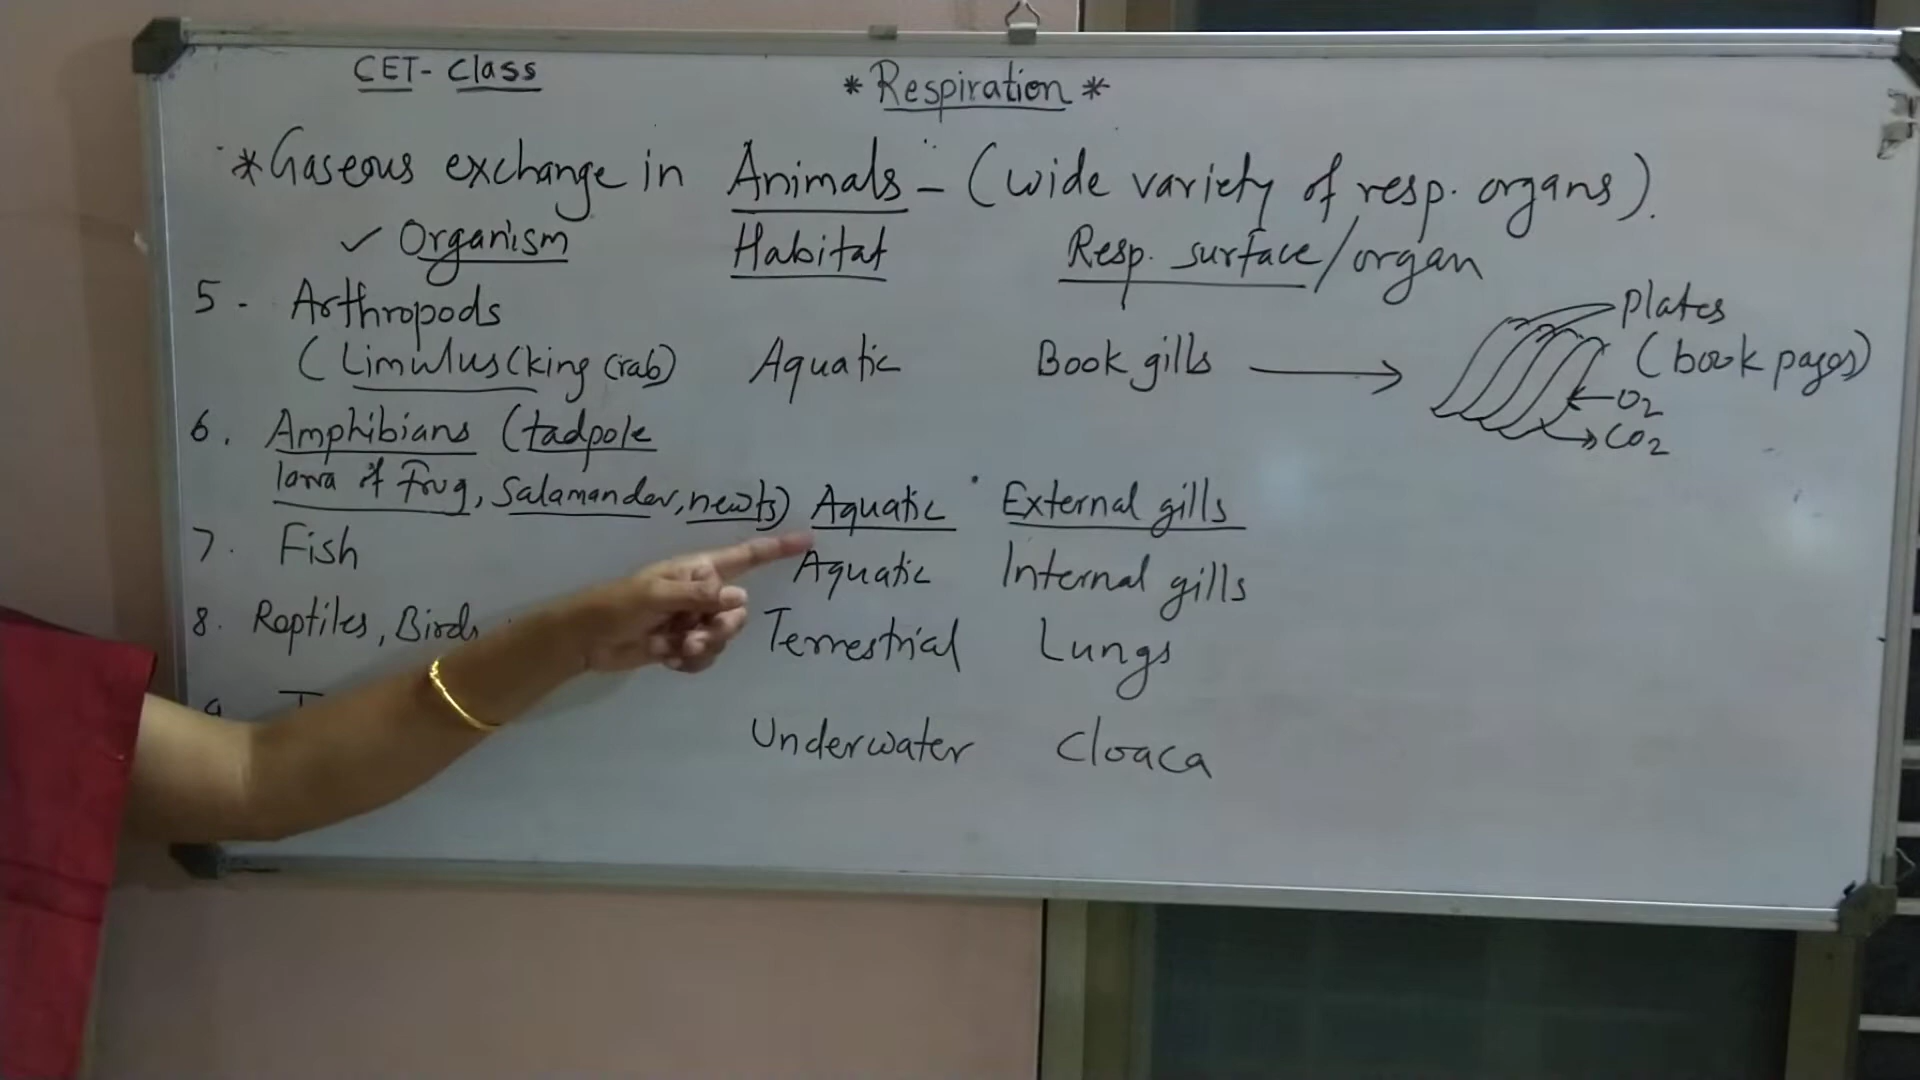 CET- Class
* Respiration *
* Gaseous exchange in Animals - (wide variety of resp. organs).
✓ Organism Habitat Resp. surface/organ
5 - Arthropods
(Limulus (king crab) Aquatic Book gills → plates (book pages) O2 CO2
6. Amphibians (tadpole
larva of frog, Salamander, newts) Aquatic External gills
7. Fish Aquatic Internal gills
8. Reptiles, Birds Terrestrial Lungs
9 Underwater Cloaca